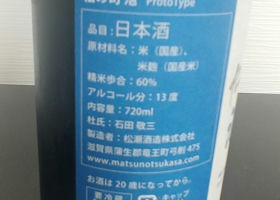 ProtoType
品目:日本酒
原材料名:米(国産)、
米麹(国産米)
精米歩合:60%
アルコール分:13度
内容量:720ml
杜氏:石田 敬三
製造者:松瀬酒造株式会社
滋賀県蒲生郡竜王町弓削475
www.matsunotsukasa.com
お酒は20歳になってから。
要冷蔵